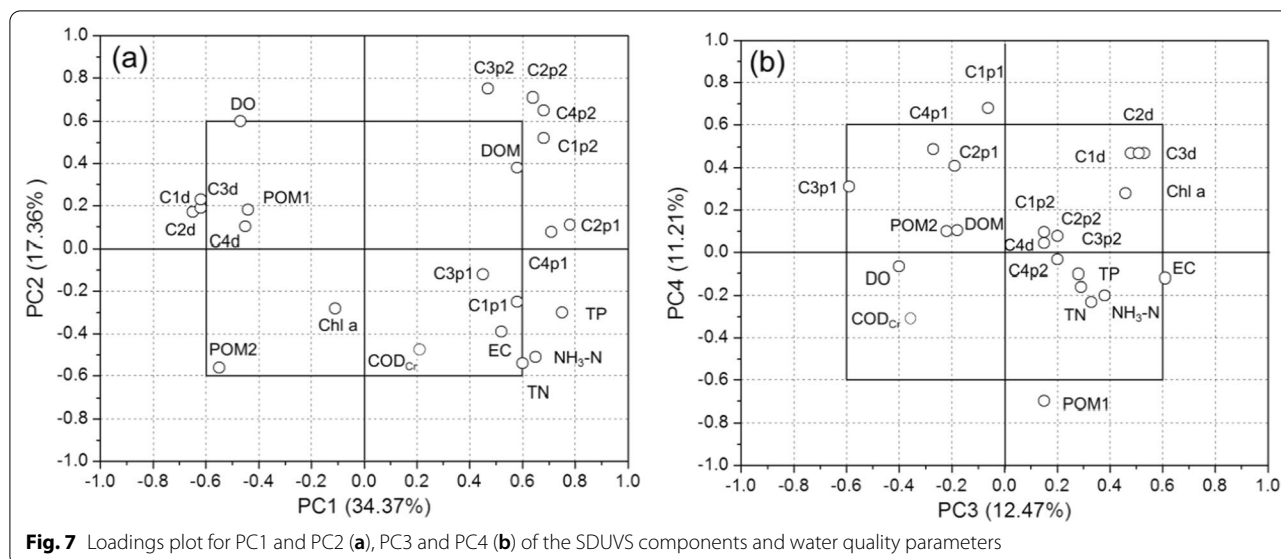 (a)
C3p2 C2p2
C4p2
C1p2
DO
DOM
C1d C3d POM1
C2d C4d
C2p1
C4p1
C3p1
C1p1
TP
Chl a
EC
NH₃-N
POM2
COD_Cr
TN
1.0
0.8
0.6
0.4
0.2
0.0
-0.2
-0.4
-0.6
-0.8
-1.0
PC2 (17.36% )
-1.0 -0.8 -0.6 -0.4 -0.2 0.0 0.2 0.4 0.6 0.8 1.0
PC1 (34.37%)
(b)
C1p1
C4p1
C2d
C2p1
C1d C3d
C3p1
Chl a
C1p2
POM2 DOM
C2p2
C4d C3p2
C4p2
DO
TP EC
TN NH₃-N
COD_Cr
POM1
1.0
0.8
0.6
0.4
0.2
0.0
-0.2
-0.4
-0.6
-0.8
-1.0
PC4 (11.21%)
-1.0 -0.8 -0.6 -0.4 -0.2 0.0 0.2 0.4 0.6 0.8 1.0
PC3 (12.47%)
Fig. 7 Loadings plot for PC1 and PC2 (a), PC3 and PC4 (b) of the SDUVS components and water quality parameters